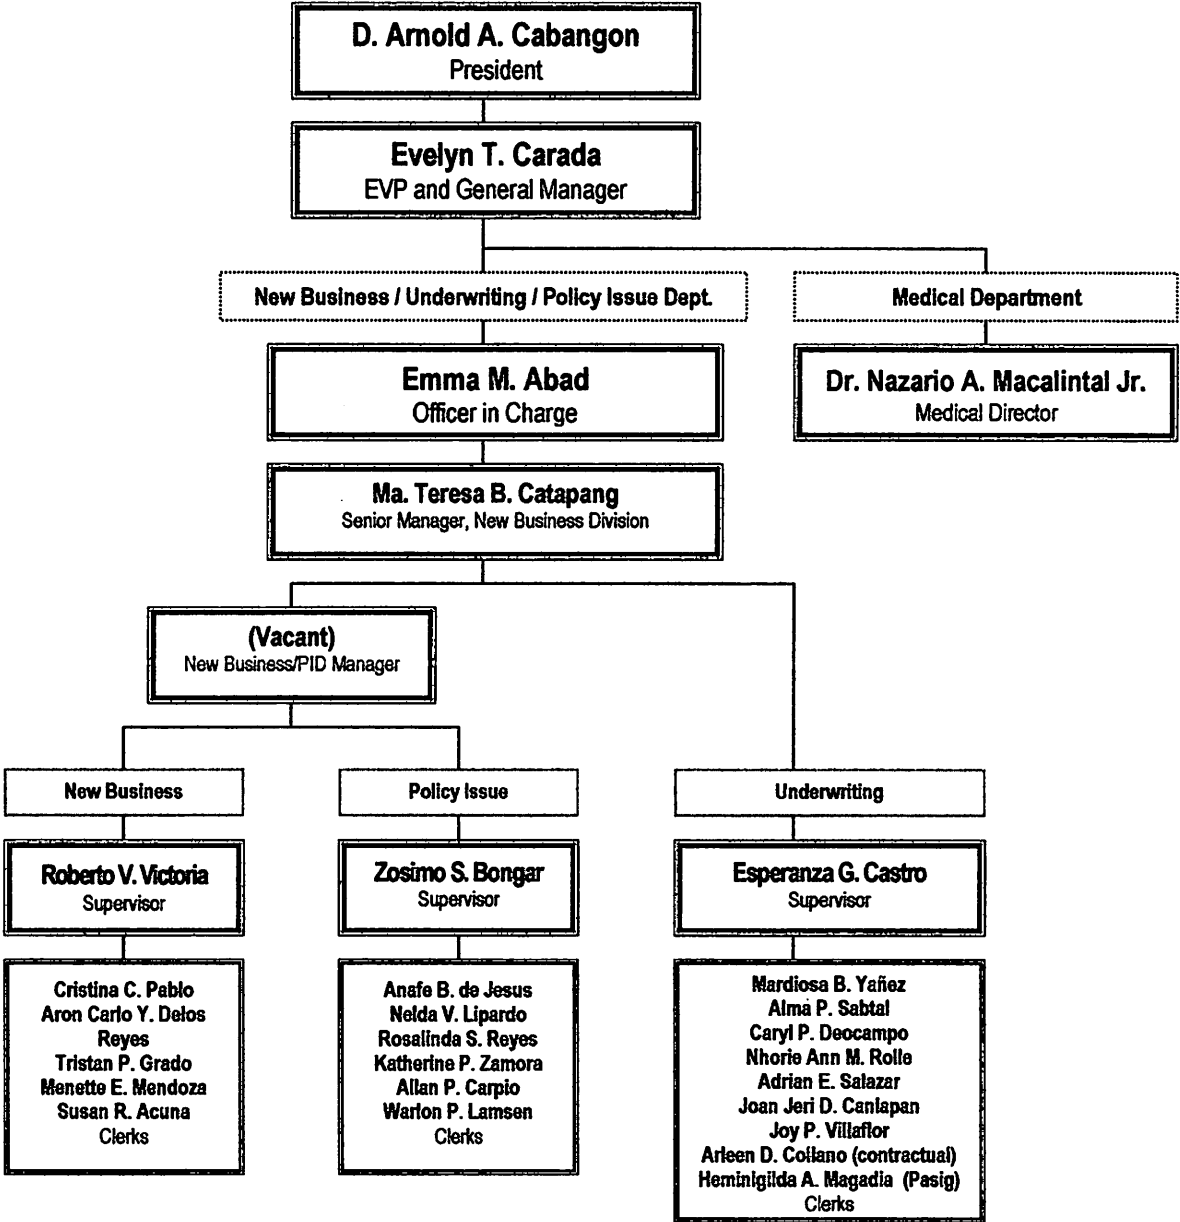 D. Arnold A. Cabangon
President
Evelyn T. Carada
EVP and General Manager
New Business / Underwriting / Policy Issue Dept.
Medical Department
Emma M. Abad
Officer in Charge
Dr. Nazario A. Macalintal Jr.
Medical Director
Ma. Teresa B. Catapang
Senior Manager, New Business Division
(Vacant)
New Business/PID Manager
New Business
Policy Issue
Underwriting
Roberto V. Victoria
Supervisor
Zosimo S. Bongar
Supervisor
Esperanza G. Castro
Supervisor
Cristina C. Pablo
Aron Carlo Y. Delos
Reyes
Tristan P. Grado
Menette E. Mendoza
Susan R. Acuna
Clerks
Anafe B. de Jesus
Nelda V. Lipardo
Rosalinda S. Reyes
Katherine P. Zamora
Allan P. Carpio
Warlon P. Lamsen
Clerks
Mardiosa B. Yañez
Alma P. Sabtal
Caryl P. Deocampo
Nhorie Ann M. Rolle
Adrian E. Salazar
Joan Jeri D. Canlapan
Joy P. Villaflor
Arleen D. Collano (contractual)
Heminigilda A. Magadia (Pasig)
Clerks